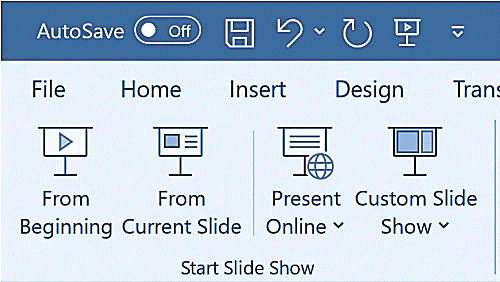 AutoSave Off
File Home Insert Design Trans
From Beginning
From Current Slide
Present Online
Custom Slide Show
Start Slide Show